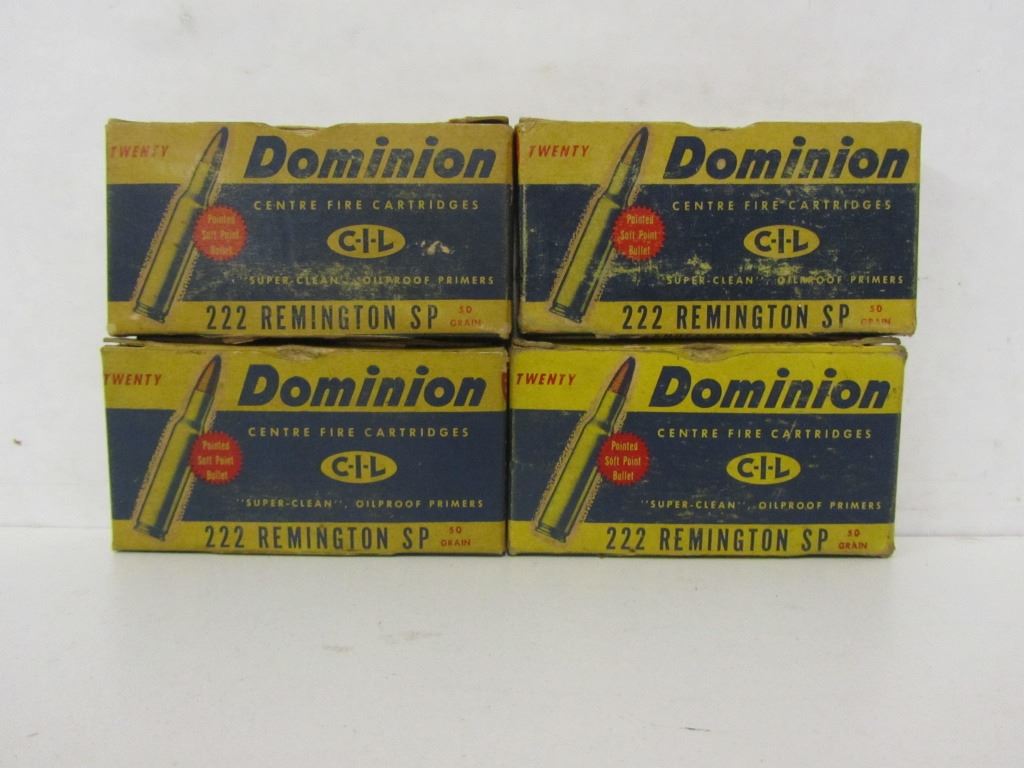 TWENTY
Dominion
CENTRE FIRE CARTRIDGES
Pointed
Soft Point
Bullet
C-I-L
"SUPER-CLEAN", OILPROOF PRIMERS
222 REMINGTON SP 50
GRAIN
TWENTY
Dominion
CENTRE FIRE CARTRIDGES
Pointed
Soft Point
Bullet
C-I-L
"SUPER-CLEAN", OILPROOF PRIMERS
222 REMINGTON SP 50
GRAIN
TWENTY
Dominion
CENTRE FIRE CARTRIDGES
Pointed
Soft Point
Bullet
C-I-L
"SUPER-CLEAN", OILPROOF PRIMERS
222 REMINGTON SP 50
GRAIN
TWENTY
Dominion
CENTRE FIRE CARTRIDGES
Pointed
Soft Point
Bullet
C-I-L
"SUPER-CLEAN", OILPROOF PRIMERS
222 REMINGTON SP 50
GRAIN